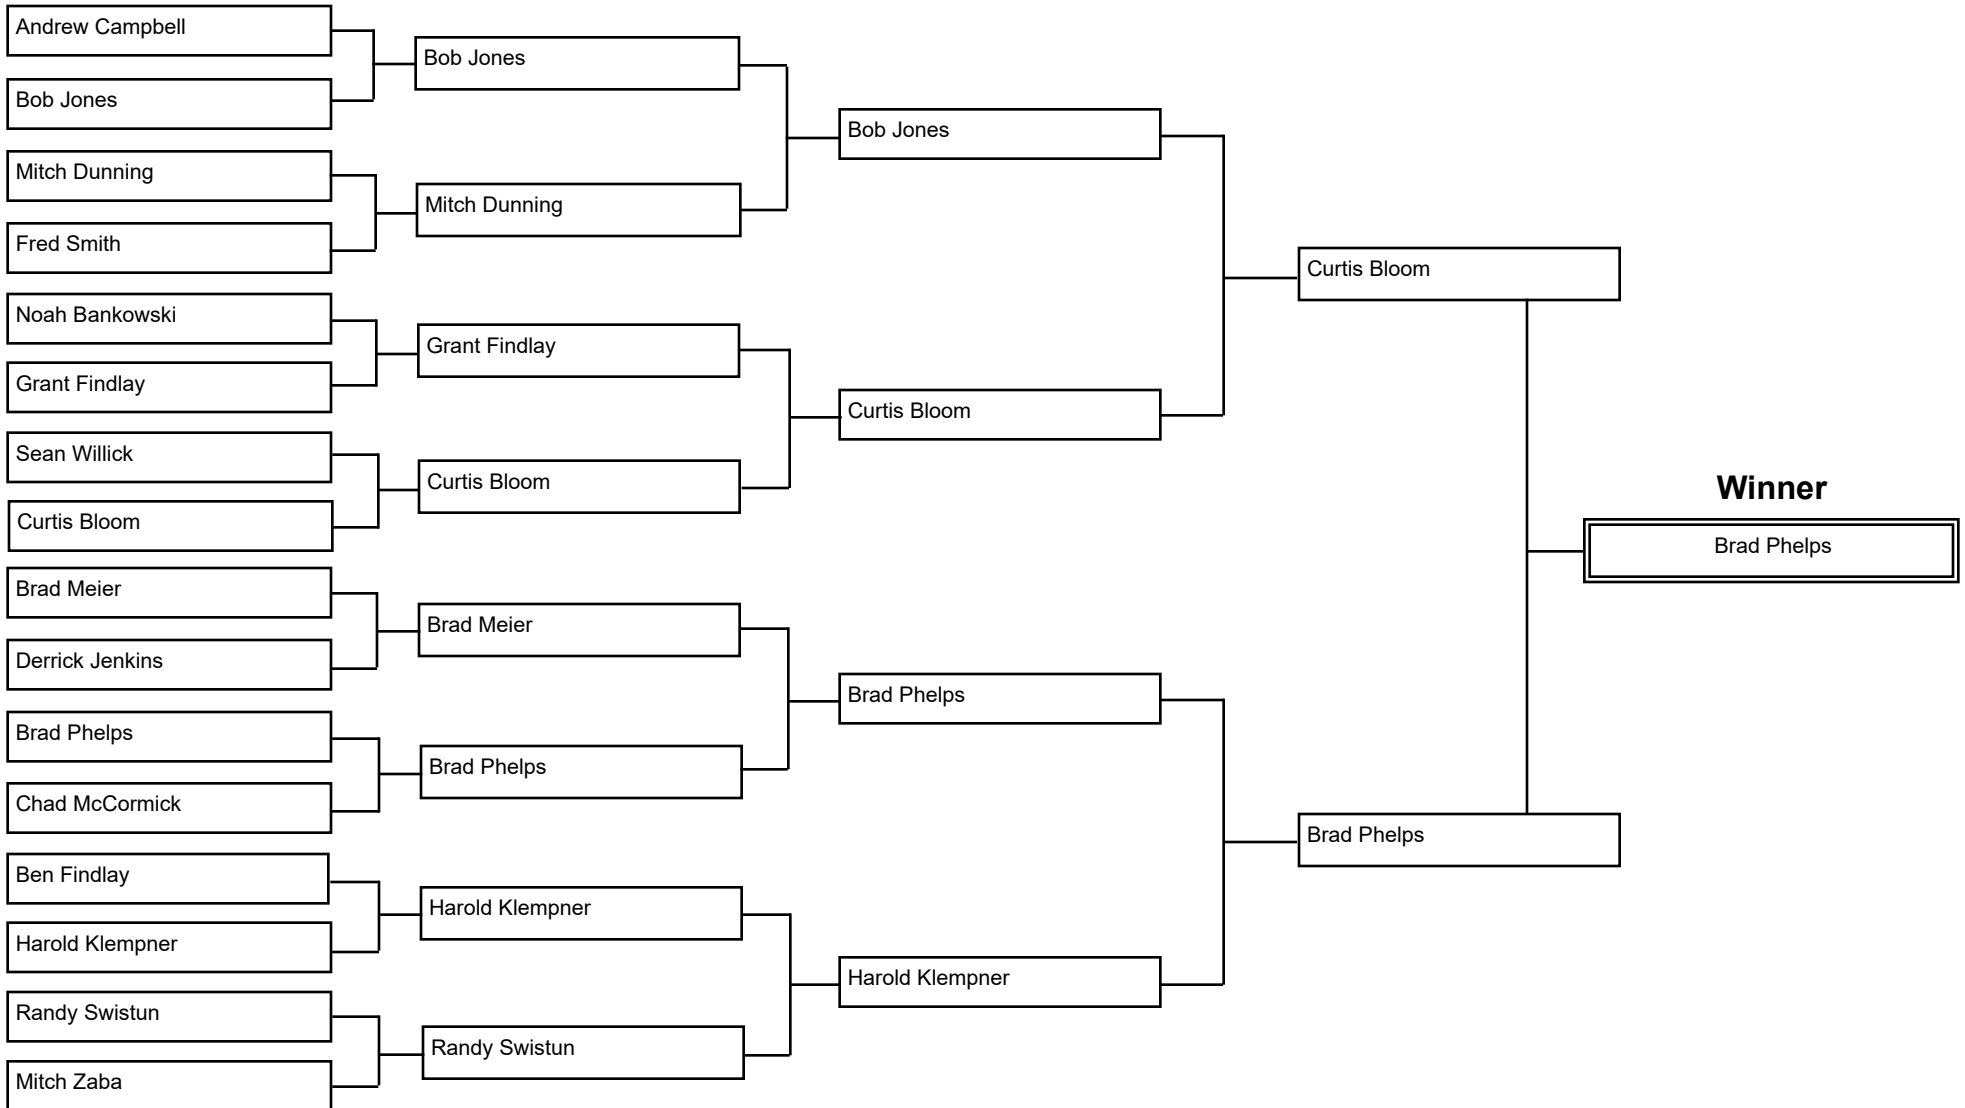 Andrew Campbell
Bob Jones
Mitch Dunning
Fred Smith
Noah Bankowski
Grant Findlay
Sean Willick
Curtis Bloom
Brad Meier
Derrick Jenkins
Brad Phelps
Chad McCormick
Ben Findlay
Harold Klempner
Randy Swistun
Mitch Zaba
Bob Jones
Mitch Dunning
Grant Findlay
Curtis Bloom
Brad Meier
Brad Phelps
Harold Klempner
Randy Swistun
Bob Jones
Curtis Bloom
Brad Phelps
Harold Klempner
Curtis Bloom
Brad Phelps
Winner
Brad Phelps